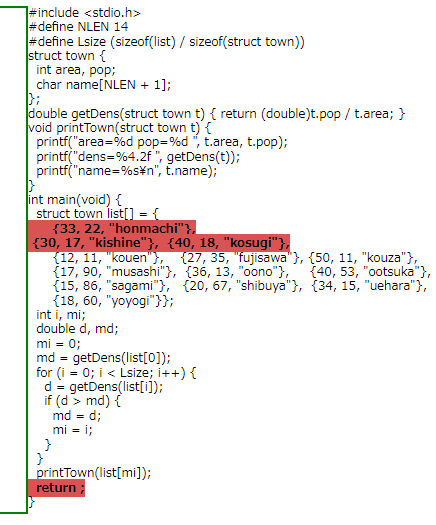 #include <stdio.h>
#define NLEN 14
#define Lsize (sizeof(list) / sizeof(struct town))
struct town {
int area, pop;
char name[NLEN + 1];
};
double getDens(struct town t) { return (double)t.pop / t.area; }
void printTown(struct town t) {
printf("area=%d pop=%d ", t.area, t.pop);
printf("dens=%4.2f ", getDens(t));
printf("name=%s¥n", t.name);
}
int main(void) {
struct town list[] = {
{33, 22, "honmachi"},
{30, 17, "kishine"}, {40, 18, "kosugi"},
{12, 11, "kouen"}, {27, 35, "fujisawa"}, {50, 11, "kouza"},
{17, 90, "musashi"}, {36, 13, "oono"}, {40, 53, "ootsuka"},
{15, 86, "sagami"}, {20, 67, "shibuya"}, {34, 15, "uehara"},
{18, 60, "yoyogi"}};
int i, mi;
double d, md;
mi = 0;
md = getDens(list[0]);
for (i = 0; i < Lsize; i++) {
d = getDens(list[i]);
if (d > md) {
md = d;
mi = i;
}
}
printTown(list[mi]);
return ;
}